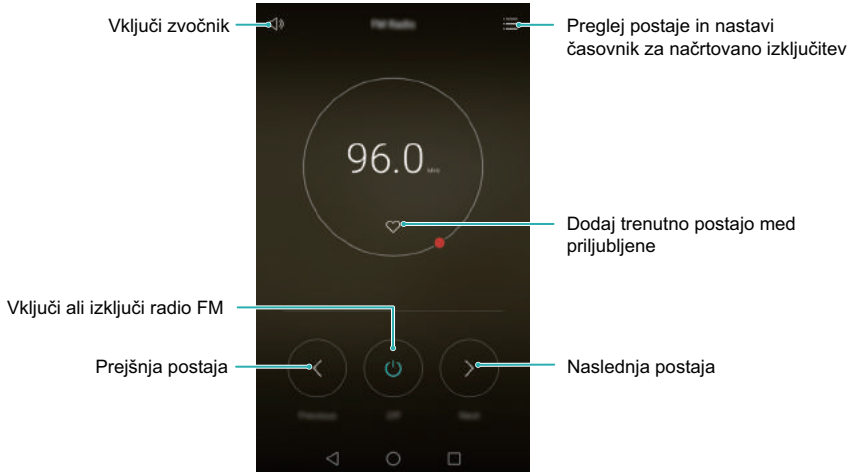 Vključi zvočnik
FM Radio
Preglej postaje in nastavi
časovnik za načrtovano izključitev
96.0
MHz
Dodaj trenutno postajo med
priljubljene
Vključi ali izključi radio FM
Prejšnja postaja
Naslednja postaja
Previous
Off
Next